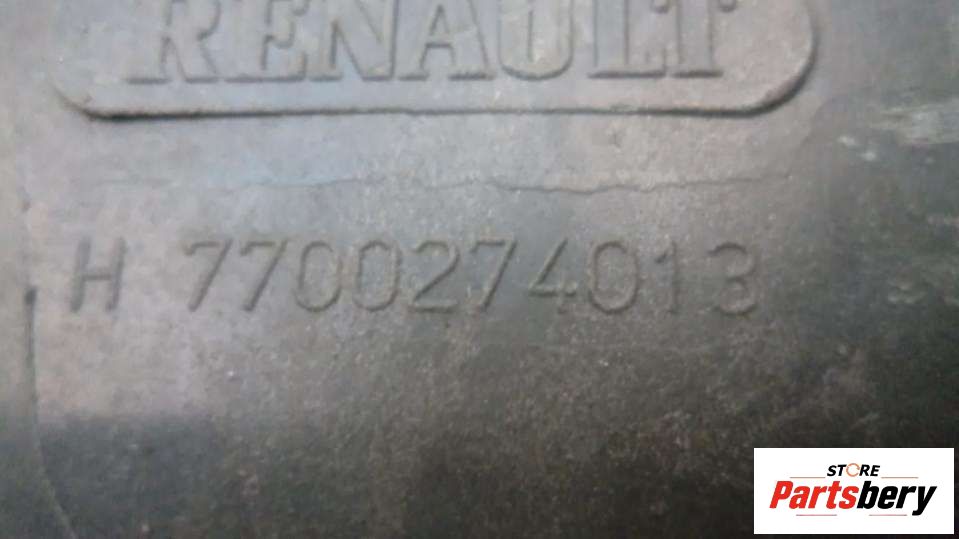 RENAULT
H 7700274013
STORE
Partsbery